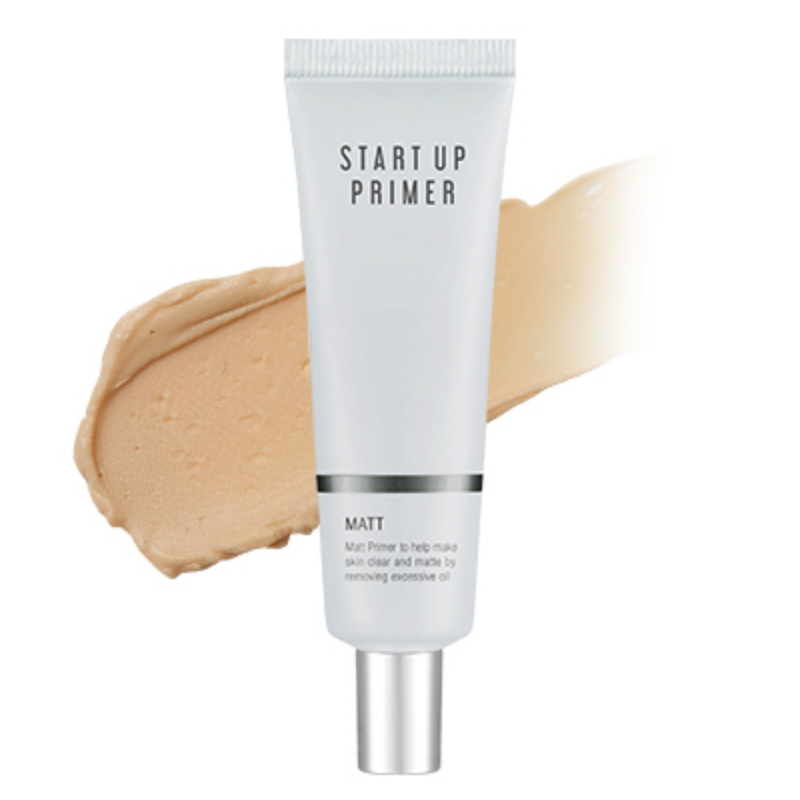 START UP
PRIMER
MATT
Matt Primer to help make
skin clear and matte by
removing excessive oil